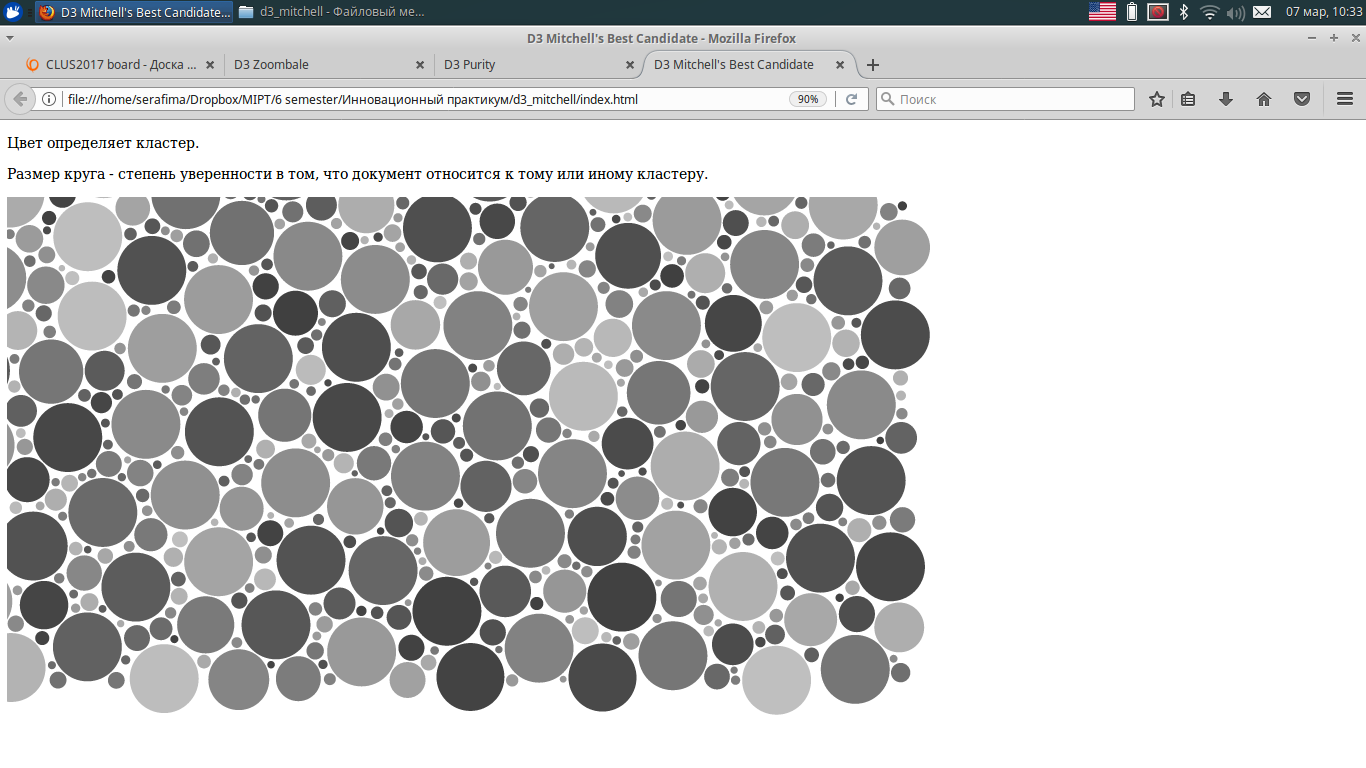 D3 Mitchell's Best Candidate...
d3_mitchell - Файловый ме...
07 мар, 10:33
D3 Mitchell's Best Candidate - Mozilla Firefox
CLUS2017 board - Доска ...
D3 Zoombale
D3 Purity
D3 Mitchell's Best Candidate
file:///home/serafima/Dropbox/MIPT/6 semester/Инновационный практикум/d3_mitchell/index.html
90%
Поиск
Цвет определяет кластер.
Размер круга - степень уверенности в том, что документ относится к тому или иному кластеру.